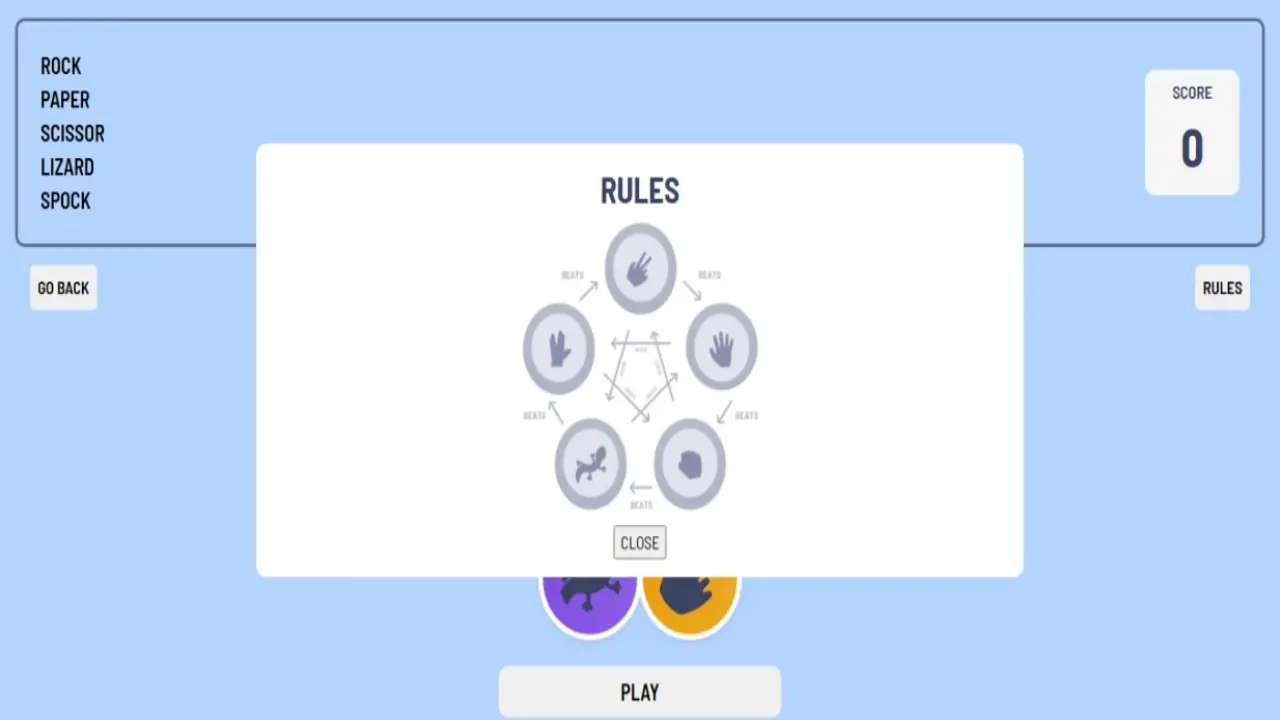 ROCK
PAPER
SCISSOR
LIZARD
SPOCK
SCORE
0
GO BACK
RULES
RULES
BEATS
BEATS
BEATS
BEATS
BEATS
CLOSE
PLAY